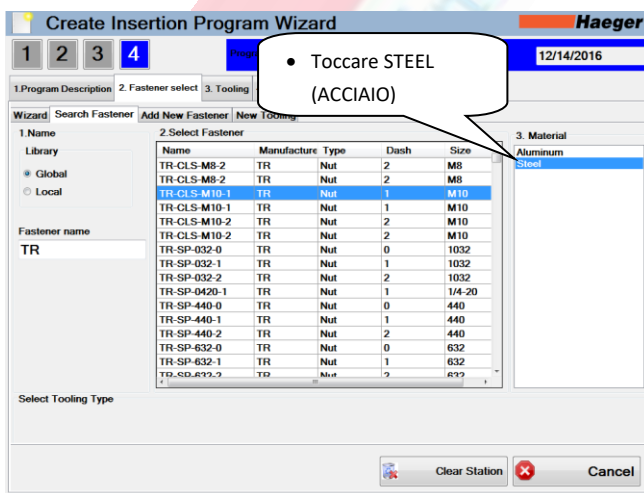 Create Insertion Program Wizard
Haeger
1 2 3 4
• Toccare STEEL
(ACCIAIO)
12/14/2016
1.Program Description 2. Fastener select 3. Tooling
Wizard Search Fastener Add New Fastener New Tooling
1.Name 2.Select Fastener 3. Material
Library
Global
Local
Fastener name
TR
Name Manufacture Type Dash Size
TR-CLS-M8-2 TR Nut 2 M8
TR-CLS-M8-2 TR Nut 2 M8
TR-CLS-M10-1 TR Nut 1 M10
TR-CLS-M10-1 TR Nut 1 M10
TR-CLS-M10-2 TR Nut 2 M10
TR-CLS-M10-2 TR Nut 2 M10
TR-SP-032-0 TR Nut 0 1032
TR-SP-032-1 TR Nut 1 1032
TR-SP-032-2 TR Nut 2 1032
TR-SP-0420-1 TR Nut 1 1/4-20
TR-SP-440-0 TR Nut 0 440
TR-SP-440-1 TR Nut 1 440
TR-SP-440-2 TR Nut 2 440
TR-SP-632-0 TR Nut 0 632
TR-SP-632-1 TR Nut 1 632
TR-SP-632-2 TR Nut 2 632
Aluminum
Steel
Select Tooling Type
Clear Station Cancel